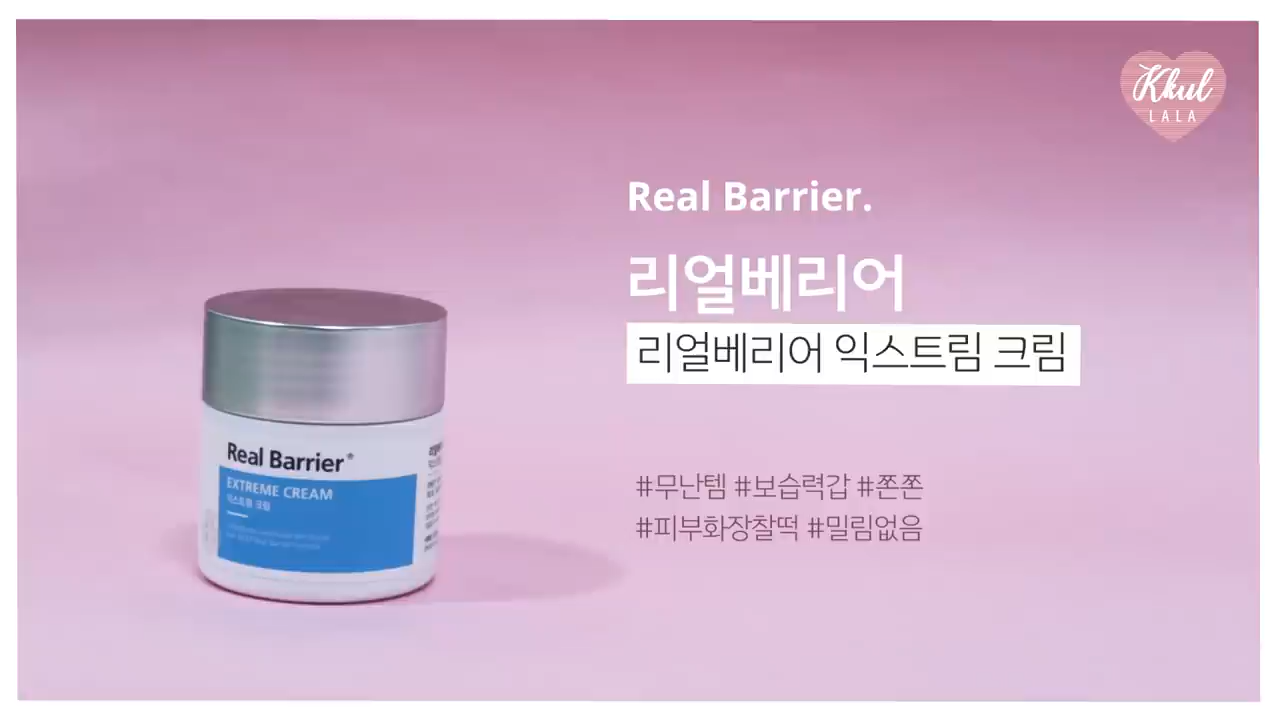 Kkul
LALA
Real Barrier.
리얼베리어
리얼베리어 익스트림 크림
#무난템 #보습력갑 #쫀쫀
#피부화장찰떡 #밀림없음
Real Barrier®
EXTREME CREAM
익스트림 크림